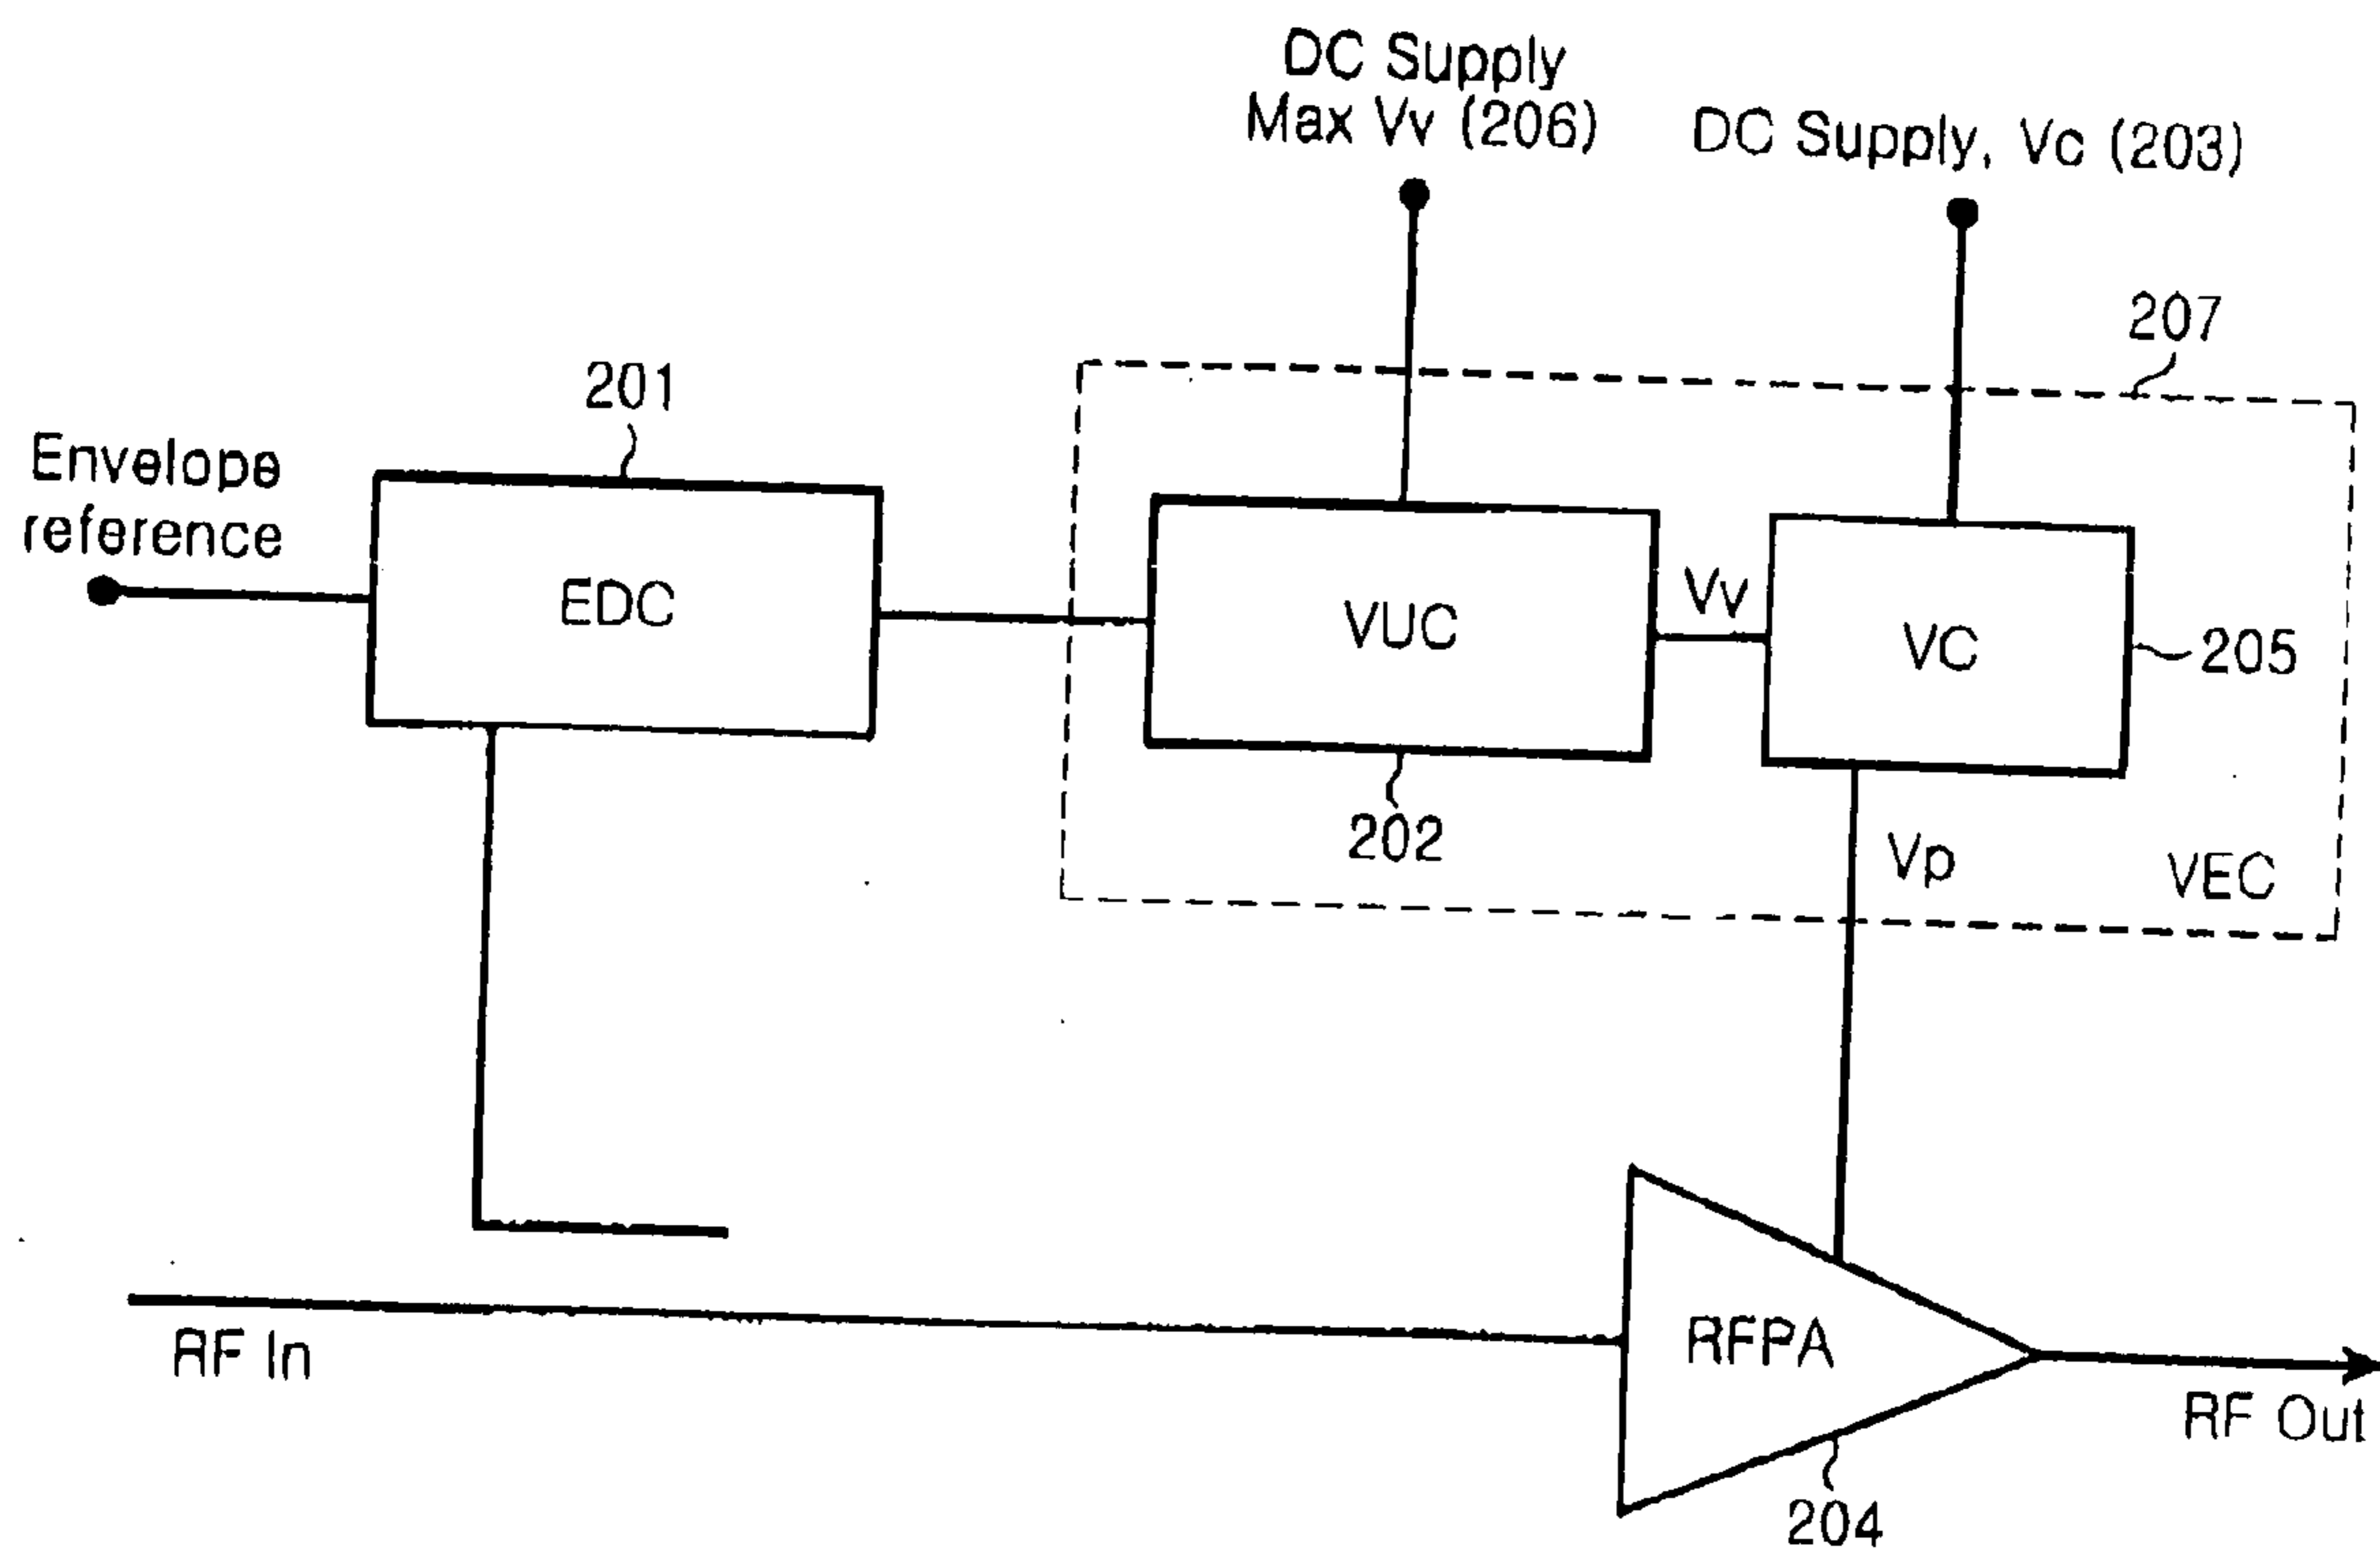 DC Supply
Max Vv (206)
DC Supply, Vc (203)
207
201
Envelope
reference
EDC
VUC
Vv
VC
205
202
Vp
VEC
RF In
RFPA
RF Out
204